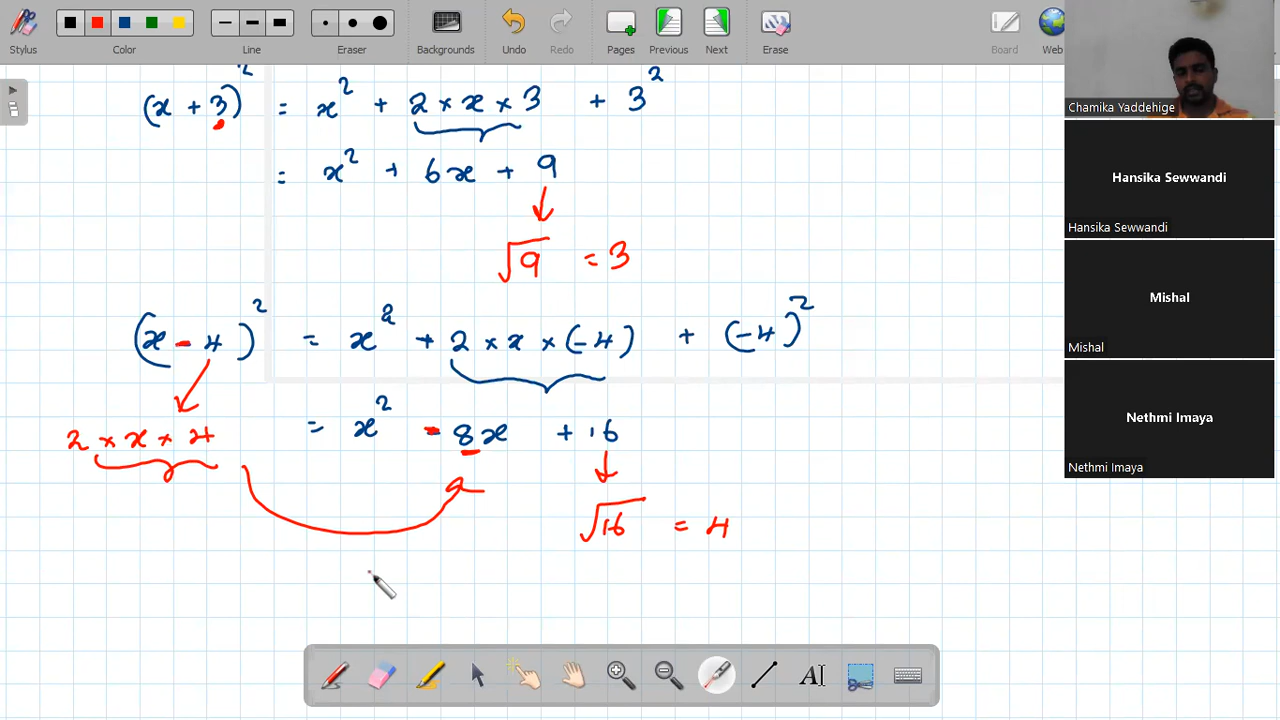 Stylus Color Line Eraser Backgrounds Undo Redo Pages Previous Next Erase Board Web
(x + 3)² = x² + 2 × x × 3 + 3²
= x² + 6x + 9
√9 = 3
(x - 4)² = x² + 2 × x × (-4) + (-4)²
= x² - 8x + 16
2 × x × 4
√16 = 4
Chamika Yaddehige
Hansika Sewwandi
Hansika Sewwandi
Mishal
Mishal
Nethmi Imaya
Nethmi Imaya